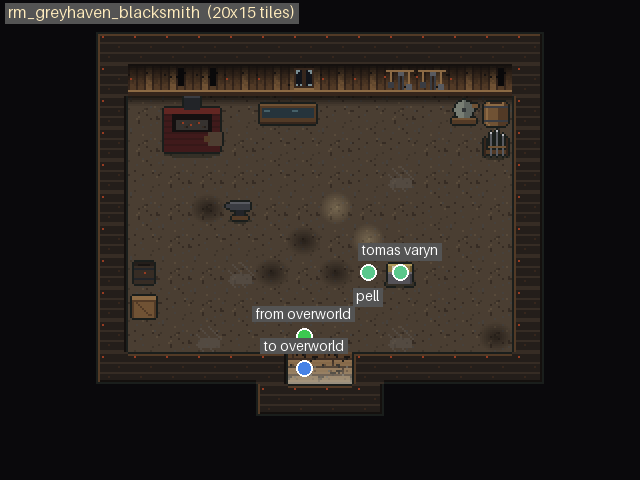 rm_greyhaven_blacksmith (20x15 tiles)
tomas varyn
pell
from overworld
to overworld